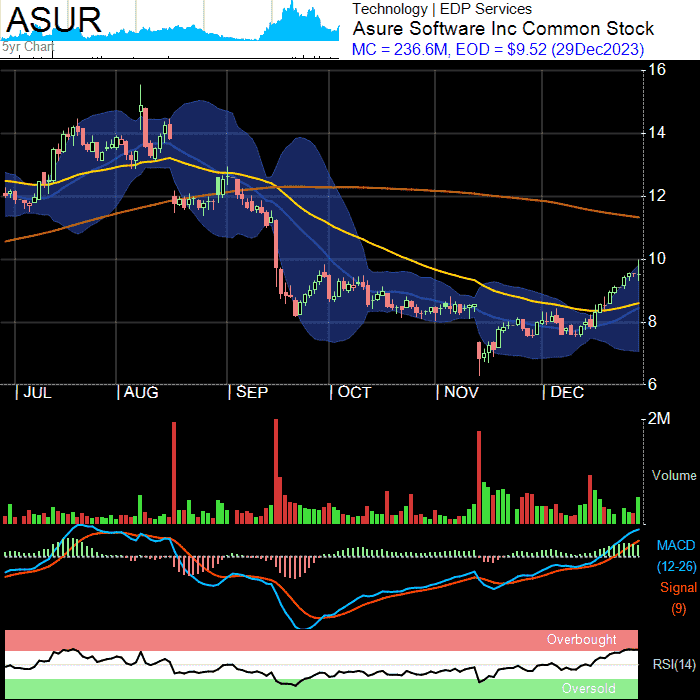 ASUR
5yr Chart
Technology | EDP Services
Asure Software Inc Common Stock
MC = 236.6M, EOD = $9.52 (29Dec2023)
16
14
12
10
8
6
| JUL | AUG | SEP | OCT | NOV | DEC
2M
Volume
MACD
(12-26)
Signal
(9)
Overbought
RSI(14)
Oversold